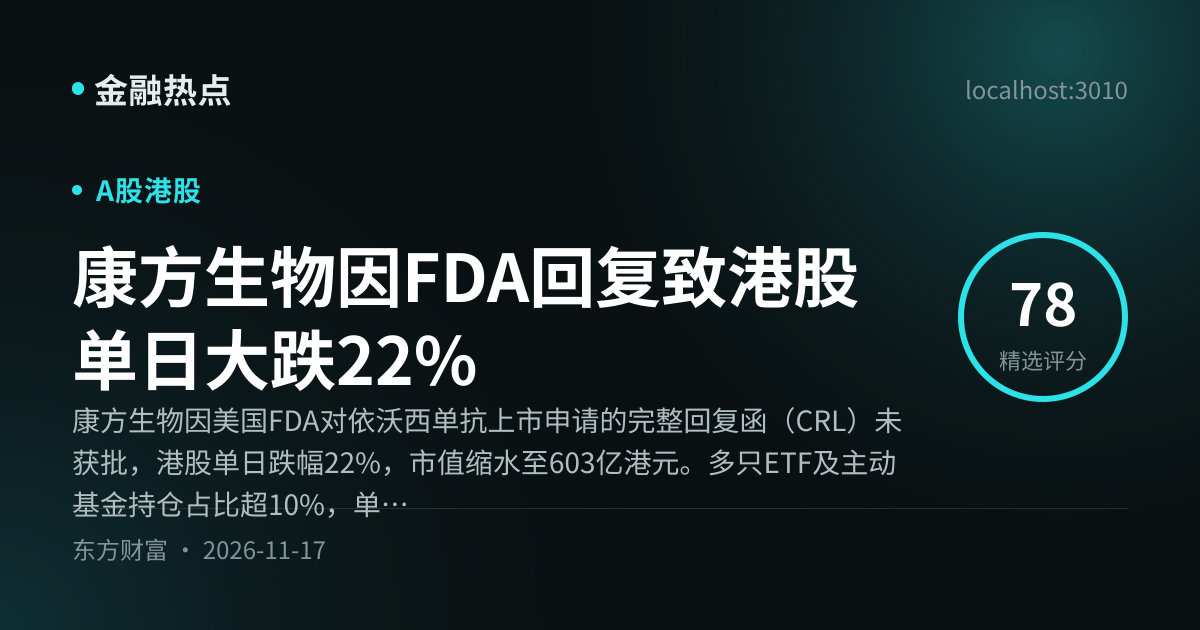 金融热点
localhost:3010
A股港股
康方生物因FDA回复致港股
单日大跌22%
78
精选评分
康方生物因美国FDA对依沃西单抗上市申请的完整回复函（CRL）未
获批，港股单日跌幅22%，市值缩水至603亿港元。多只ETF及主动
基金持仓占比超10%，单…
东方财富 · 2026-11-17